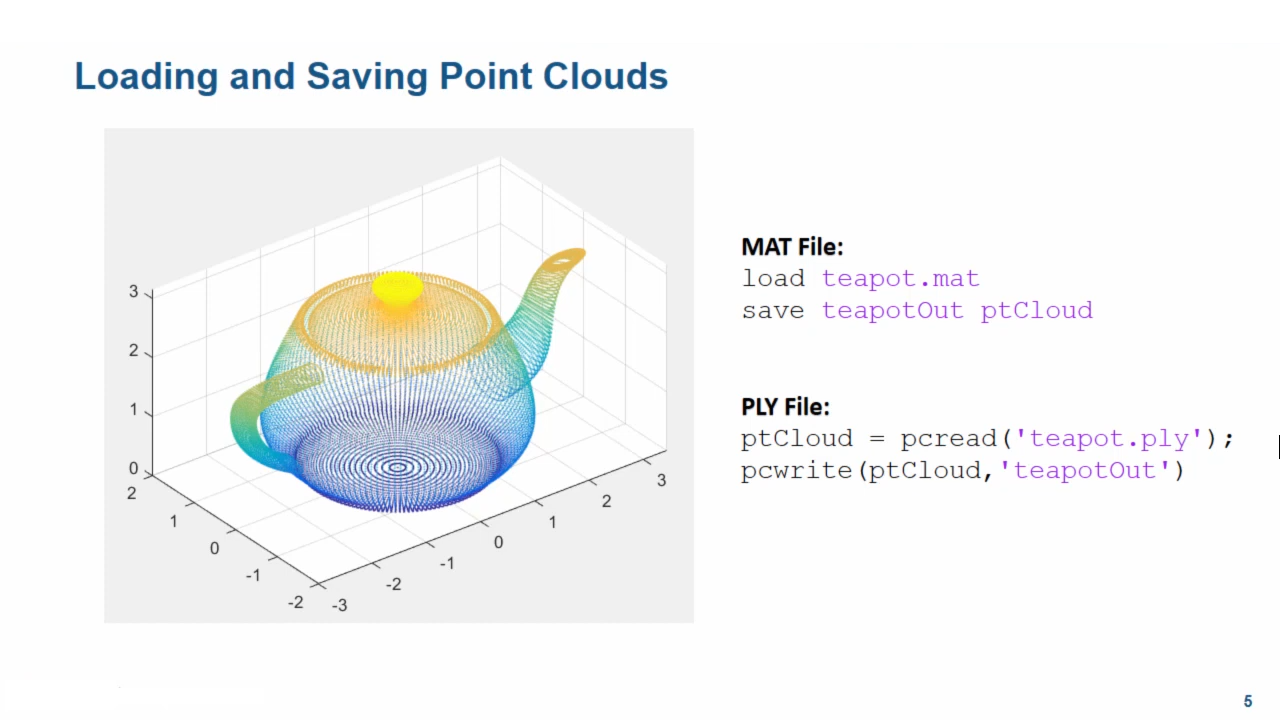 Loading and Saving Point Clouds
3
2
1
0
2
1
0
-1
-2
-3
-2
-1
0
1
2
3
MAT File:
load teapot.mat
save teapotOut ptCloud
PLY File:
ptCloud = pcread('teapot.ply');
pcwrite(ptCloud,'teapotOut')
5